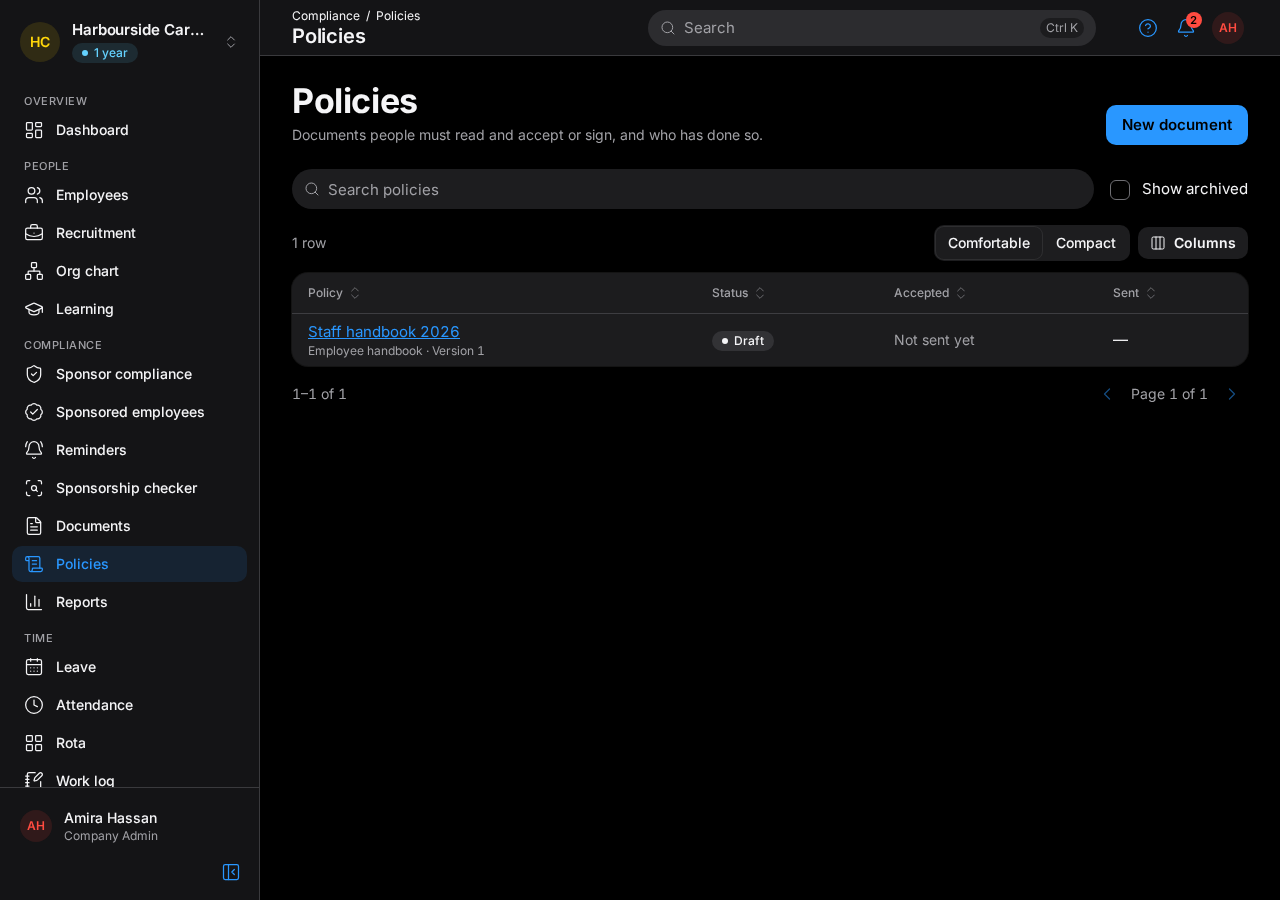 HC
Harbourside Car...
1 year
OVERVIEW
Dashboard
PEOPLE
Employees
Recruitment
Org chart
Learning
COMPLIANCE
Sponsor compliance
Sponsored employees
Reminders
Sponsorship checker
Documents
Policies
Reports
TIME
Leave
Attendance
Rota
Work log
AH
Amira Hassan
Company Admin
Compliance / Policies
Policies
Search
Ctrl K
2
AH
Policies
Documents people must read and accept or sign, and who has done so.
New document
Search policies
Show archived
1 row
Comfortable
Compact
Columns
Policy
Status
Accepted
Sent
Staff handbook 2026
Employee handbook · Version 1
Draft
Not sent yet
—
1–1 of 1
Page 1 of 1